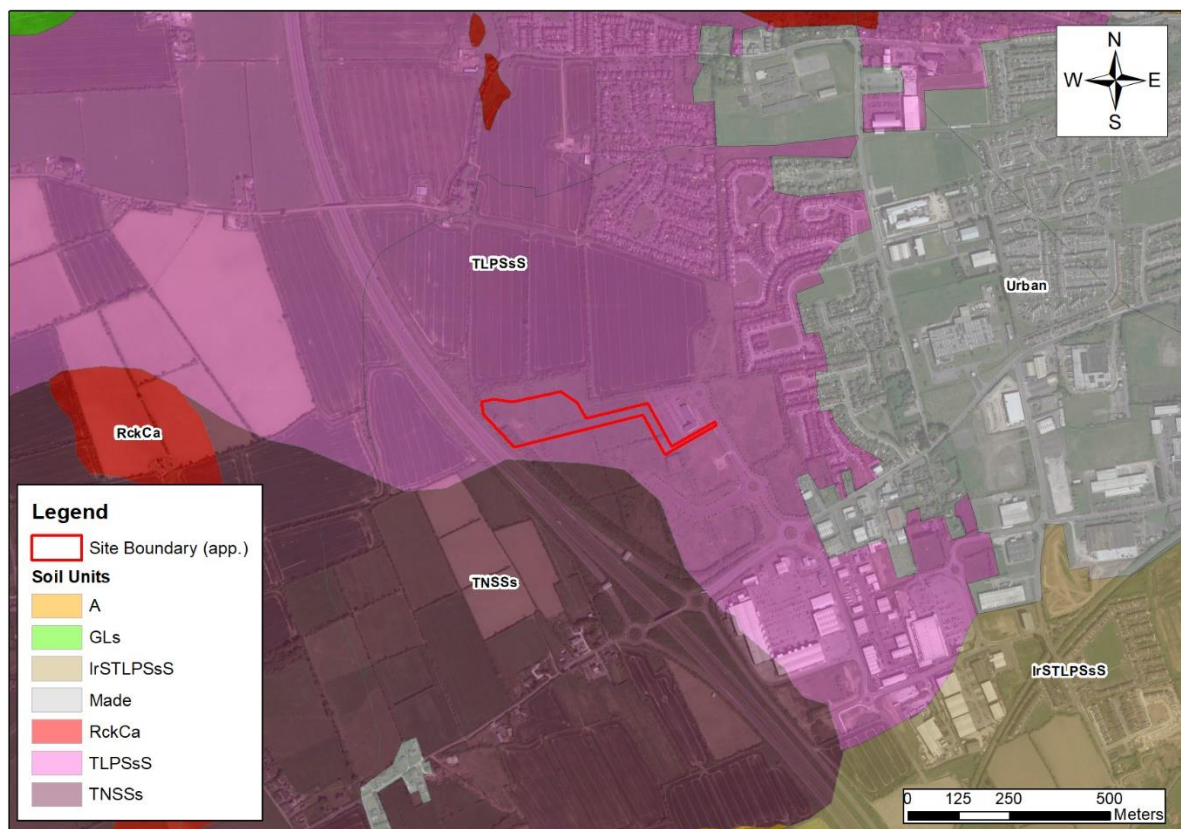 N
W E
S
TLPSsS
Urban
RckCa
TNSSs
IrSTLPSsS
Legend
Site Boundary (app.)
Soil Units
A
GLs
IrSTLPSsS
Made
RckCa
TLPSsS
TNSSs
0 125 250 500
Meters